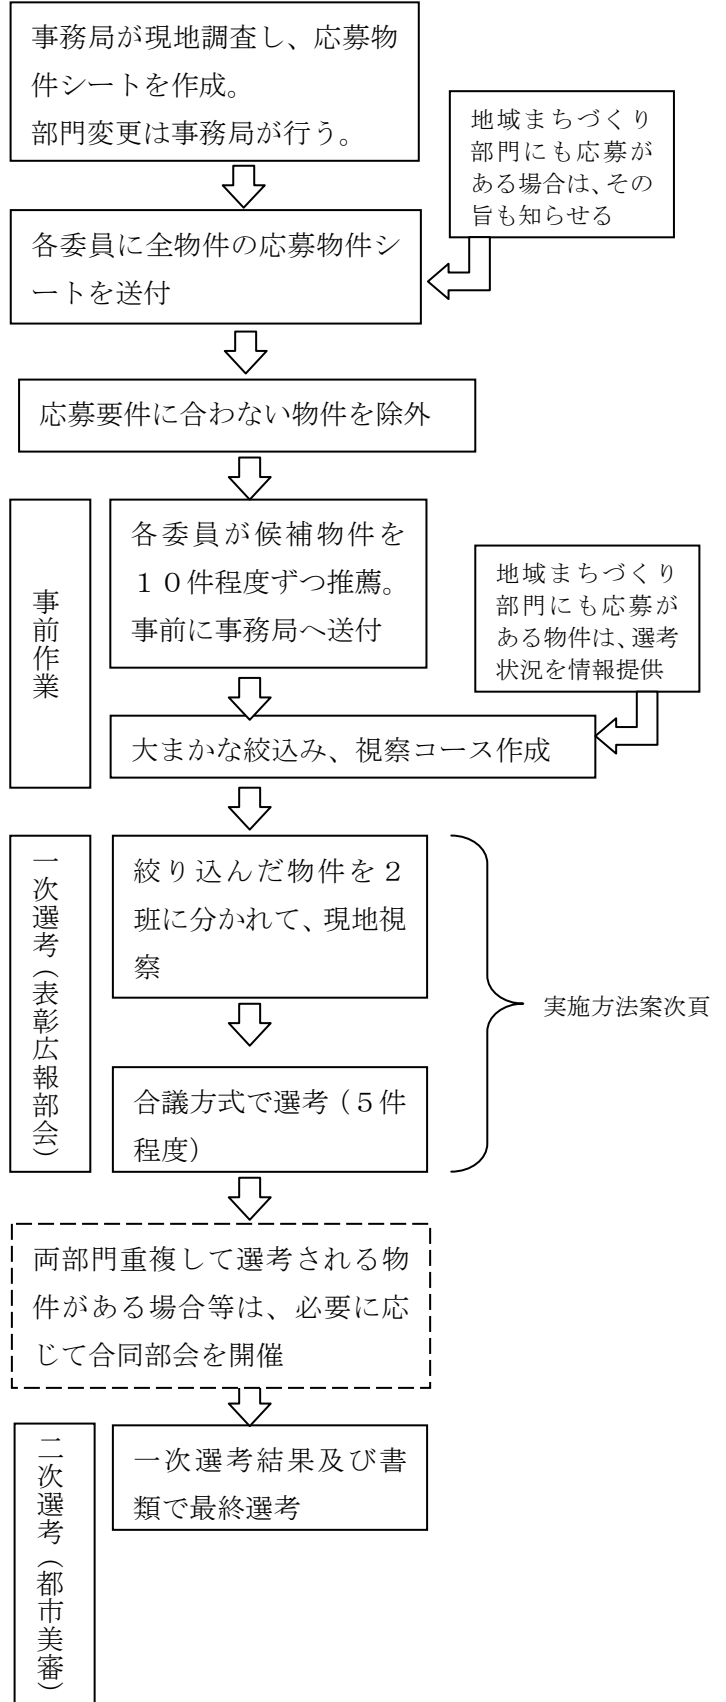 事務局が現地調査し、応募物
件シートを作成。
部門変更は事務局が行う。
地域まちづくり
部門にも応募が
ある場合は、その
旨も知らせる
各委員に全物件の応募物件シ
ートを送付
応募要件に合わない物件を除外
事前作業
各委員が候補物件を
１０件程度ずつ推薦。
事前に事務局へ送付
地域まちづくり
部門にも応募が
ある物件は、選考
状況を情報提供
大まかな絞込み、視察コース作成
一次選考（表彰広報部会）
絞り込んだ物件を２
班に分かれて、現地視
察
実施方法案次頁
合議方式で選考（５件
程度）
両部門重複して選考される物
件がある場合等は、必要に応
じて合同部会を開催
二次選考（都市美審）
一次選考結果及び書
類で最終選考